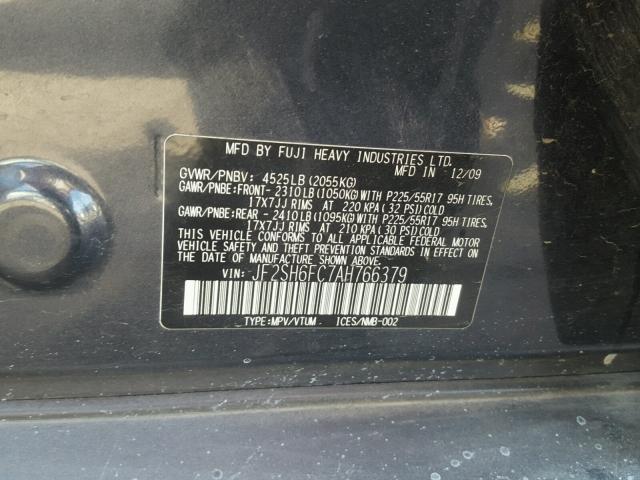 MFD BY FUJI HEAVY INDUSTRIES LTD.
MFD IN 12/09
GVWR/PNBV: 4525LB (2055KG)
GAWR/PNBE:FRONT- 2310LB(1050KG)WITH P225/55R17 95H TIRES,
17X7JJ RIMS AT 220 KPA(32 PSI)COLD
GAWR/PNBE:REAR -2410LB(1095KG)WITH P225/55R17 95H TIRES,
17X7JJ RIMS AT 210 KPA(30 PSI)COLD
THIS VEHICLE CONFORMS TO ALL APPLICABLE FEDERAL MOTOR
VEHICLE SAFETY AND THEFT PREVENTION STANDARDS IN EFFECT ON
THE DATE OF MANUFACTURE SHOWN ABOVE.
VIN: JF2SH6FC7AH766379
TYPE:MPV/VTUM ICES/NMB-002